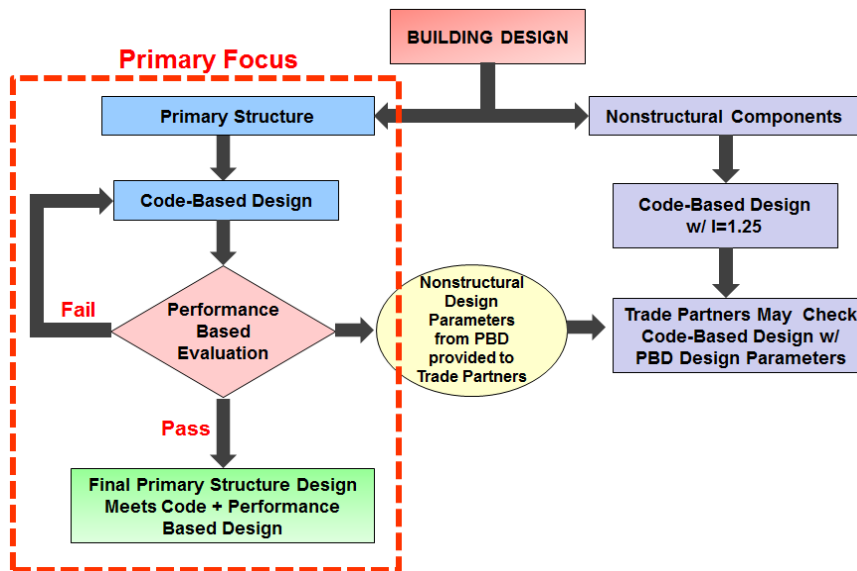 BUILDING DESIGN
Primary Focus
Primary Structure
Nonstructural Components
Code-Based Design
Code-Based Design
w/ I=1.25
Fail
Performance
Based
Evaluation
Nonstructural
Design
Parameters
from PBD
provided to
Trade Partners
Trade Partners May Check
Code-Based Design w/
PBD Design Parameters
Pass
Final Primary Structure Design
Meets Code + Performance
Based Design